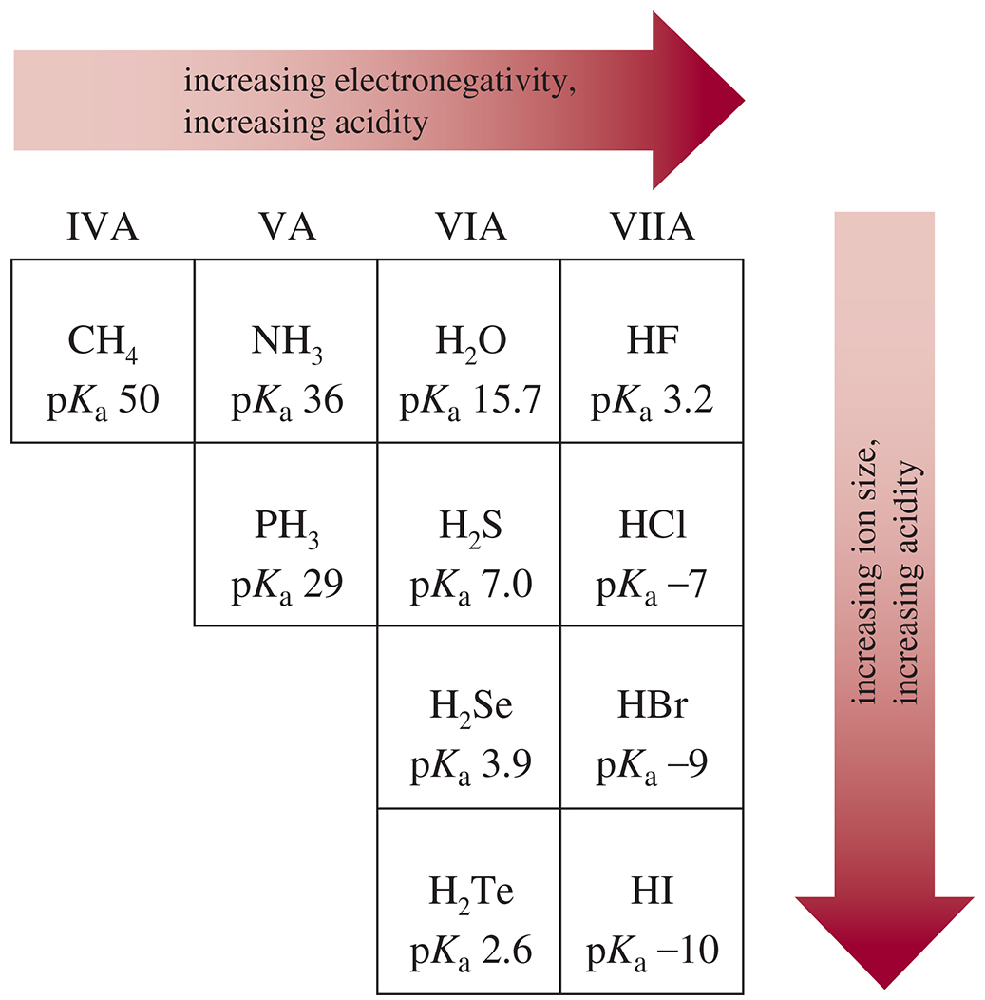 increasing electronegativity,
increasing acidity
IVA VA VIA VIIA
CH₄ NH₃ H₂O HF
pKₐ 50 pKₐ 36 pKₐ 15.7 pKₐ 3.2
PH₃ H₂S HCl
pKₐ 29 pKₐ 7.0 pKₐ –7
H₂Se HBr
pKₐ 3.9 pKₐ –9
H₂Te HI
pKₐ 2.6 pKₐ –10
increasing ion size,
increasing acidity